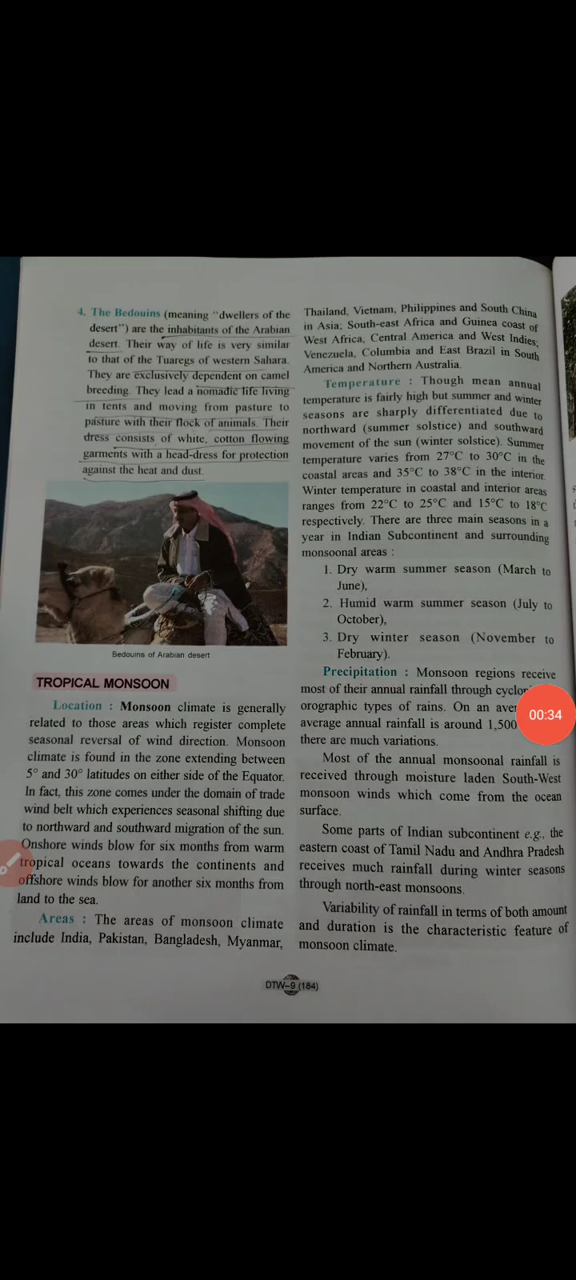 4. The Bedouins (meaning "dwellers of the
desert") are the inhabitants of the Arabian
desert. Their way of life is very similar
to that of the Tuaregs of western Sahara.
They are exclusively dependent on camel
breeding. They lead a nomadic life living
in tents and moving from pasture to
pasture with their flock of animals. Their
dress consists of white, cotton flowing
garments with a head-dress for protection
against the heat and dust.
Bedouins of Arabian desert
TROPICAL MONSOON
Location : Monsoon climate is generally
related to those areas which register complete
seasonal reversal of wind direction. Monsoon
climate is found in the zone extending between
5° and 30° latitudes on either side of the Equator.
In fact, this zone comes under the domain of trade
wind belt which experiences seasonal shifting due
to northward and southward migration of the sun.
Onshore winds blow for six months from warm
tropical oceans towards the continents and
offshore winds blow for another six months from
land to the sea.
Areas : The areas of monsoon climate
include India, Pakistan, Bangladesh, Myanmar,
Thailand, Vietnam, Philippines and South China
in Asia; South-east Africa and Guinea coast of
West Africa, Central America and West Indies;
Venezuela, Columbia and East Brazil in South
America and Northern Australia.
Temperature : Though mean annual
temperature is fairly high but summer and winter
seasons are sharply differentiated due to
northward (summer solstice) and southward
movement of the sun (winter solstice). Summer
temperature varies from 27°C to 30°C in the
coastal areas and 35°C to 38°C in the interior.
Winter temperature in coastal and interior areas
ranges from 22°C to 25°C and 15°C to 18°C
respectively. There are three main seasons in a
year in Indian Subcontinent and surrounding
monsoonal areas :
1. Dry warm summer season (March to
June),
2. Humid warm summer season (July to
October),
3. Dry winter season (November to
February).
Precipitation : Monsoon regions receive
most of their annual rainfall through
orographic types of rains. On an
average annual rainfall is around 1,500
there are much variations.
Most of the annual monsoonal rainfall is
received through moisture laden South-West
monsoon winds which come from the ocean
surface.
Some parts of Indian subcontinent e.g., the
eastern coast of Tamil Nadu and Andhra Pradesh
receives much rainfall during winter seasons
through north-east monsoons.
Variability of rainfall in terms of both amount
and duration is the characteristic feature of
monsoon climate.
00:34
DTW–9 (184)